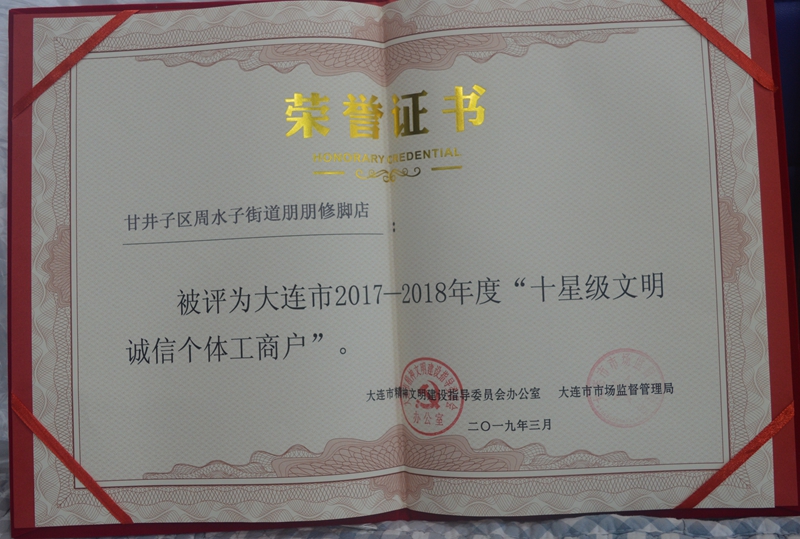 荣誉证书
HONORARY CREDENTIAL
甘井子区周水子街道朋朋修脚店：
被评为大连市2017—2018年度“十星级文明
诚信个体工商户”。
大连市精神文明建设指导委员会办公室 大连市市场监督管理局
办公室
二〇一九年三月